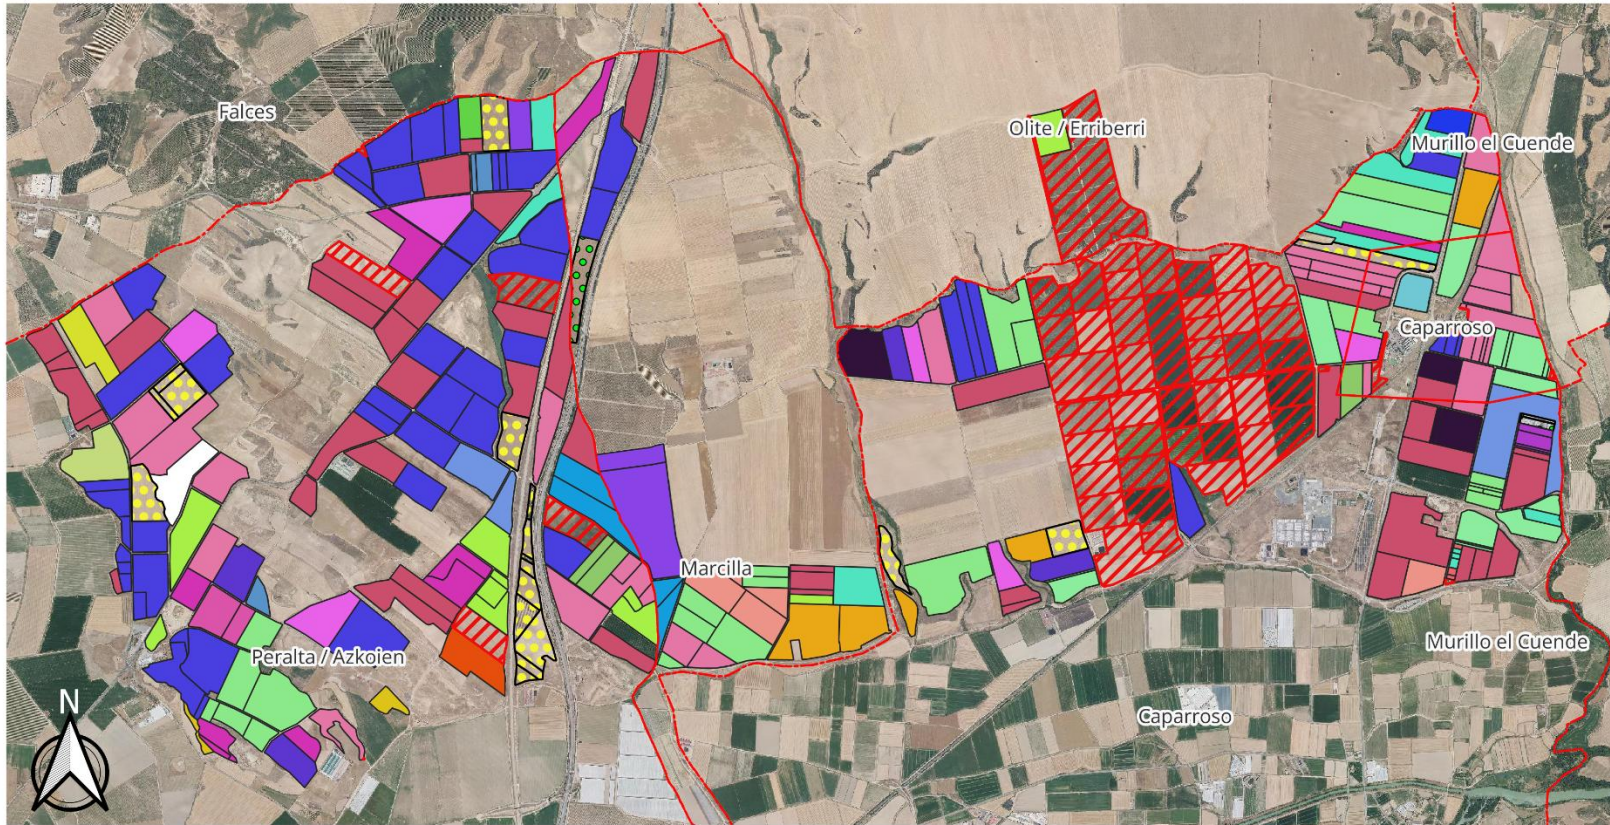 Falces
Olite / Erriberri
Murillo el Cuende
Caparroso
Marcilla
Peralta / Azkoien
Murillo el Cuende
Caparroso
N